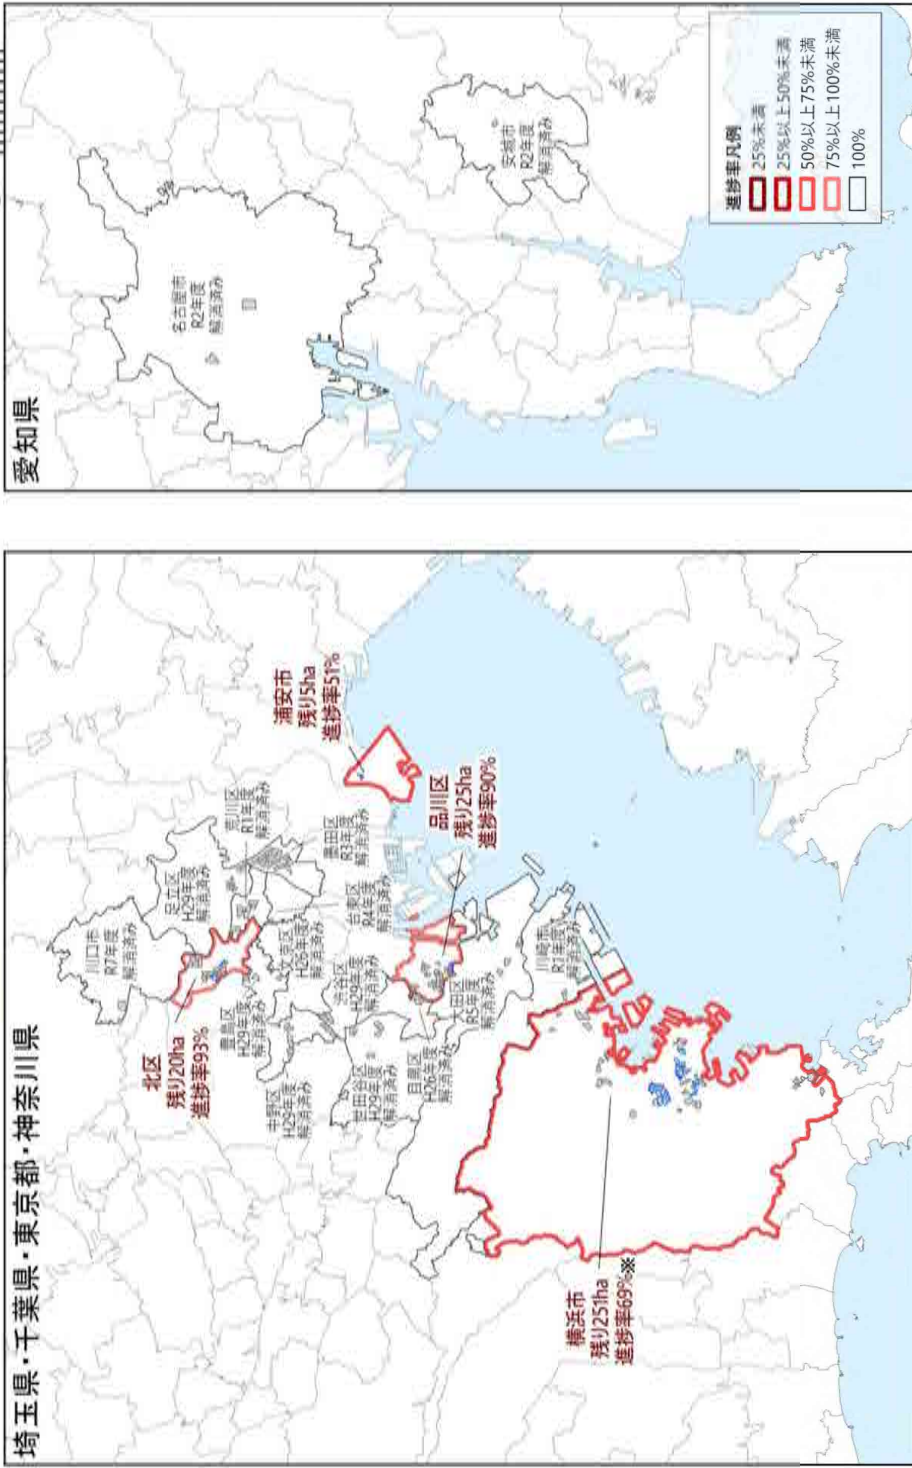 埼玉県・千葉県・東京都・神奈川県
川口市
R7年度
解消済み
足立区
H29年度
解消済み
北区
残り20ha
進捗率93%
荒川区
R1年度
解消済み
豊島区
H29年度
解消済み
文京区
H26年度
解消済み
墨田区
R3年度
解消済み
台東区
R4年度
解消済み
中野区
H29年度
解消済み
渋谷区
H29年度
解消済み
世田谷区
H29年度
解消済み
目黒区
H26年度
解消済み
浦安市
残り5ha
進捗率51%
品川区
残り25ha
進捗率90%
大田区
R5年度
解消済み
川崎市
解消済み
横浜市
残り251ha
進捗率69%※
愛知県
名古屋市
R2年度
解消済み
安城市
R2年度
解消済み
進捗率凡例
25%未満
25%以上50%未満
50%以上75%未満
75%以上100%未満
100%